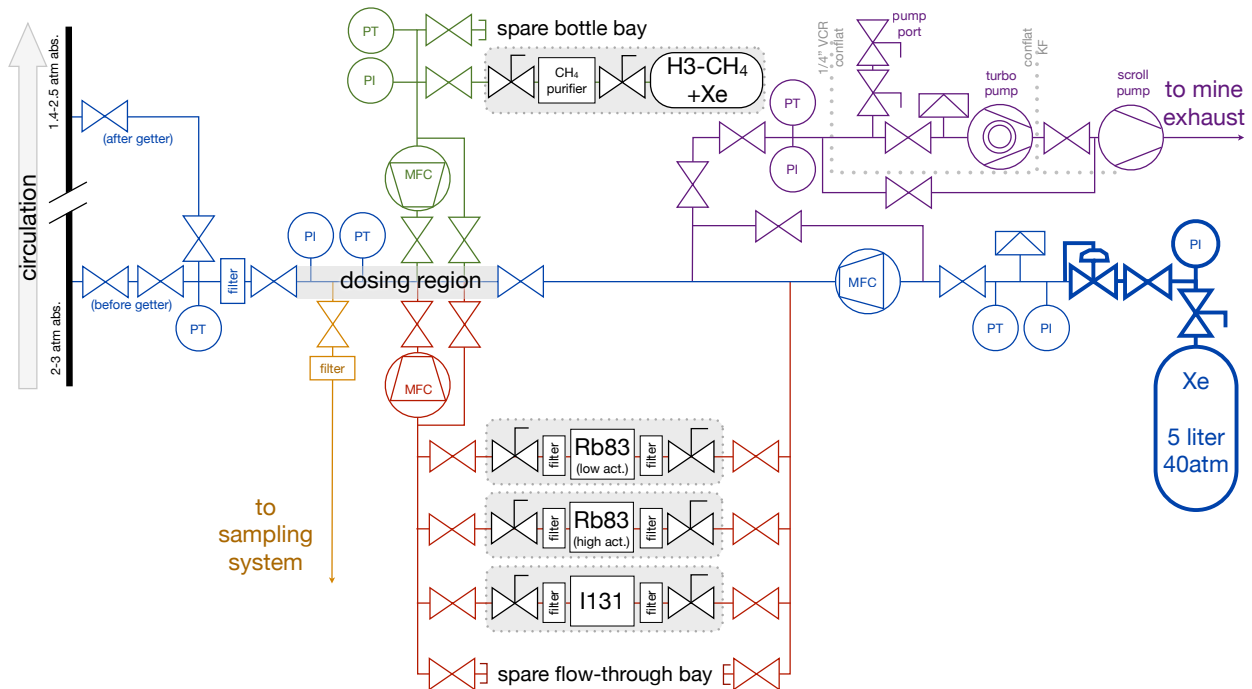 PT
spare bottle bay
PI
CH₄
purifier
H3-CH₄
+Xe
MFC
1/4" VCR
conflat
pump
port
conflat
KF
turbo
pump
scroll
pump
to mine
exhaust
PT
PI
circulation
1.4-2.5 atm abs.
(after getter)
2-3 atm abs.
(before getter)
PT
filter
PI
PT
dosing region
MFC
filter
to
sampling
system
MFC
PT
PI
PI
Xe
5 liter
40atm
filter
Rb83
(low act.)
filter
filter
Rb83
(high act.)
filter
filter
I131
filter
spare flow-through bay